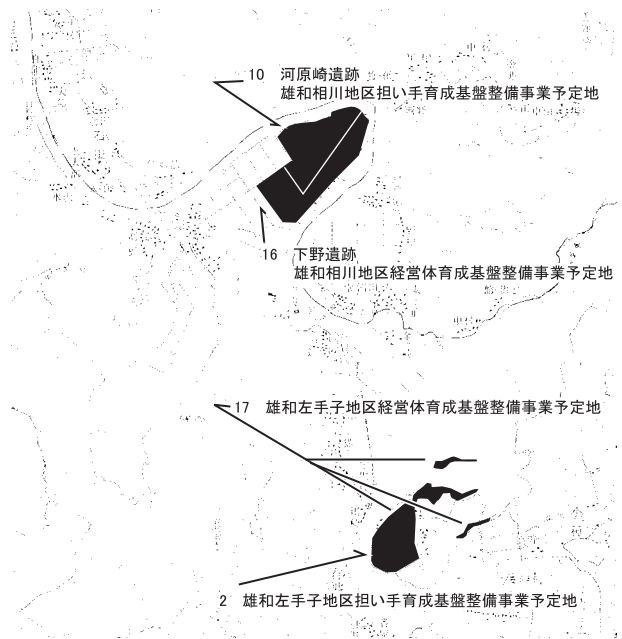 10 河原崎遺跡
雄和相川地区担い手育成基盤整備事業予定地
16 下野遺跡
雄和相川地区経営体育成基盤整備事業予定地
17 雄和左手子地区経営体育成基盤整備事業予定地
2 雄和左手子地区担い手育成基盤整備事業予定地